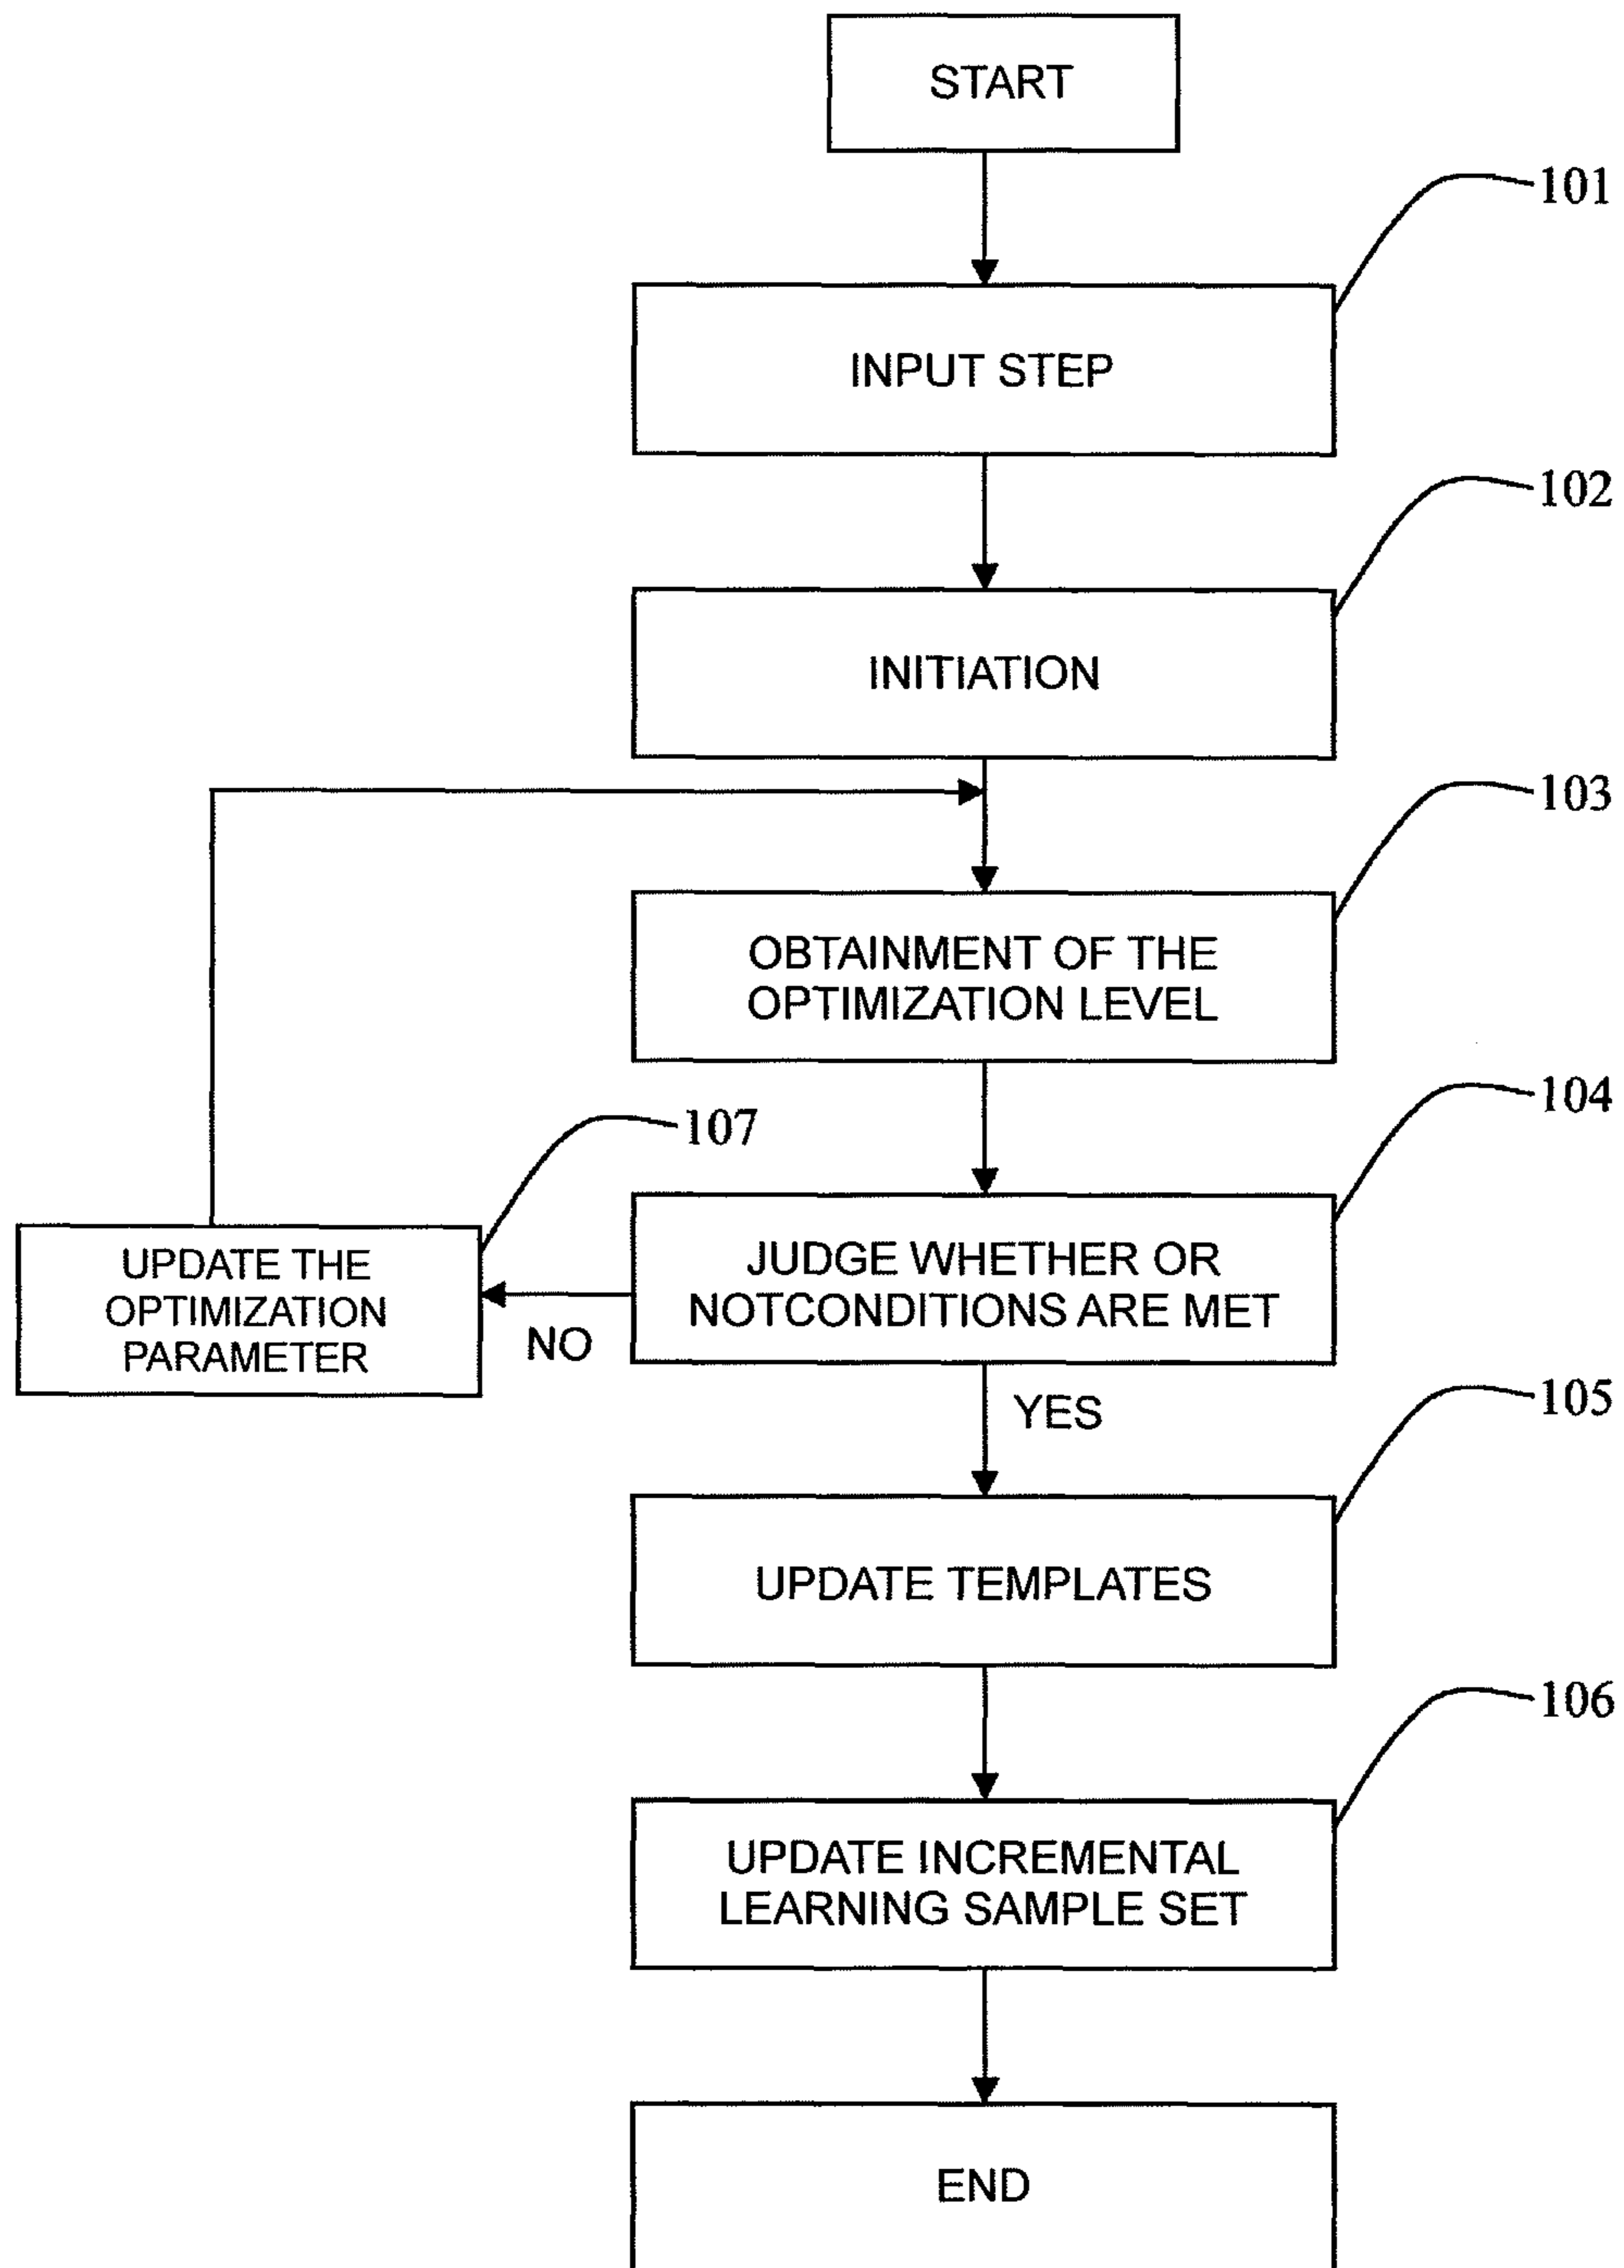 START
101
INPUT STEP
102
INITIATION
103
OBTAINMENT OF THE
OPTIMIZATION LEVEL
104
107
JUDGE WHETHER OR
NOTCONDITIONS ARE MET
UPDATE THE
OPTIMIZATION
PARAMETER
NO
YES
105
UPDATE TEMPLATES
106
UPDATE INCREMENTAL
LEARNING SAMPLE SET
END